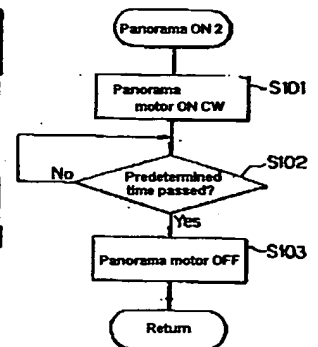 Panorama ON 2
Panorama
motor ON CW
S101
No
Predetermined
time passed?
S102
Yes
Panorama motor OFF
S103
Return